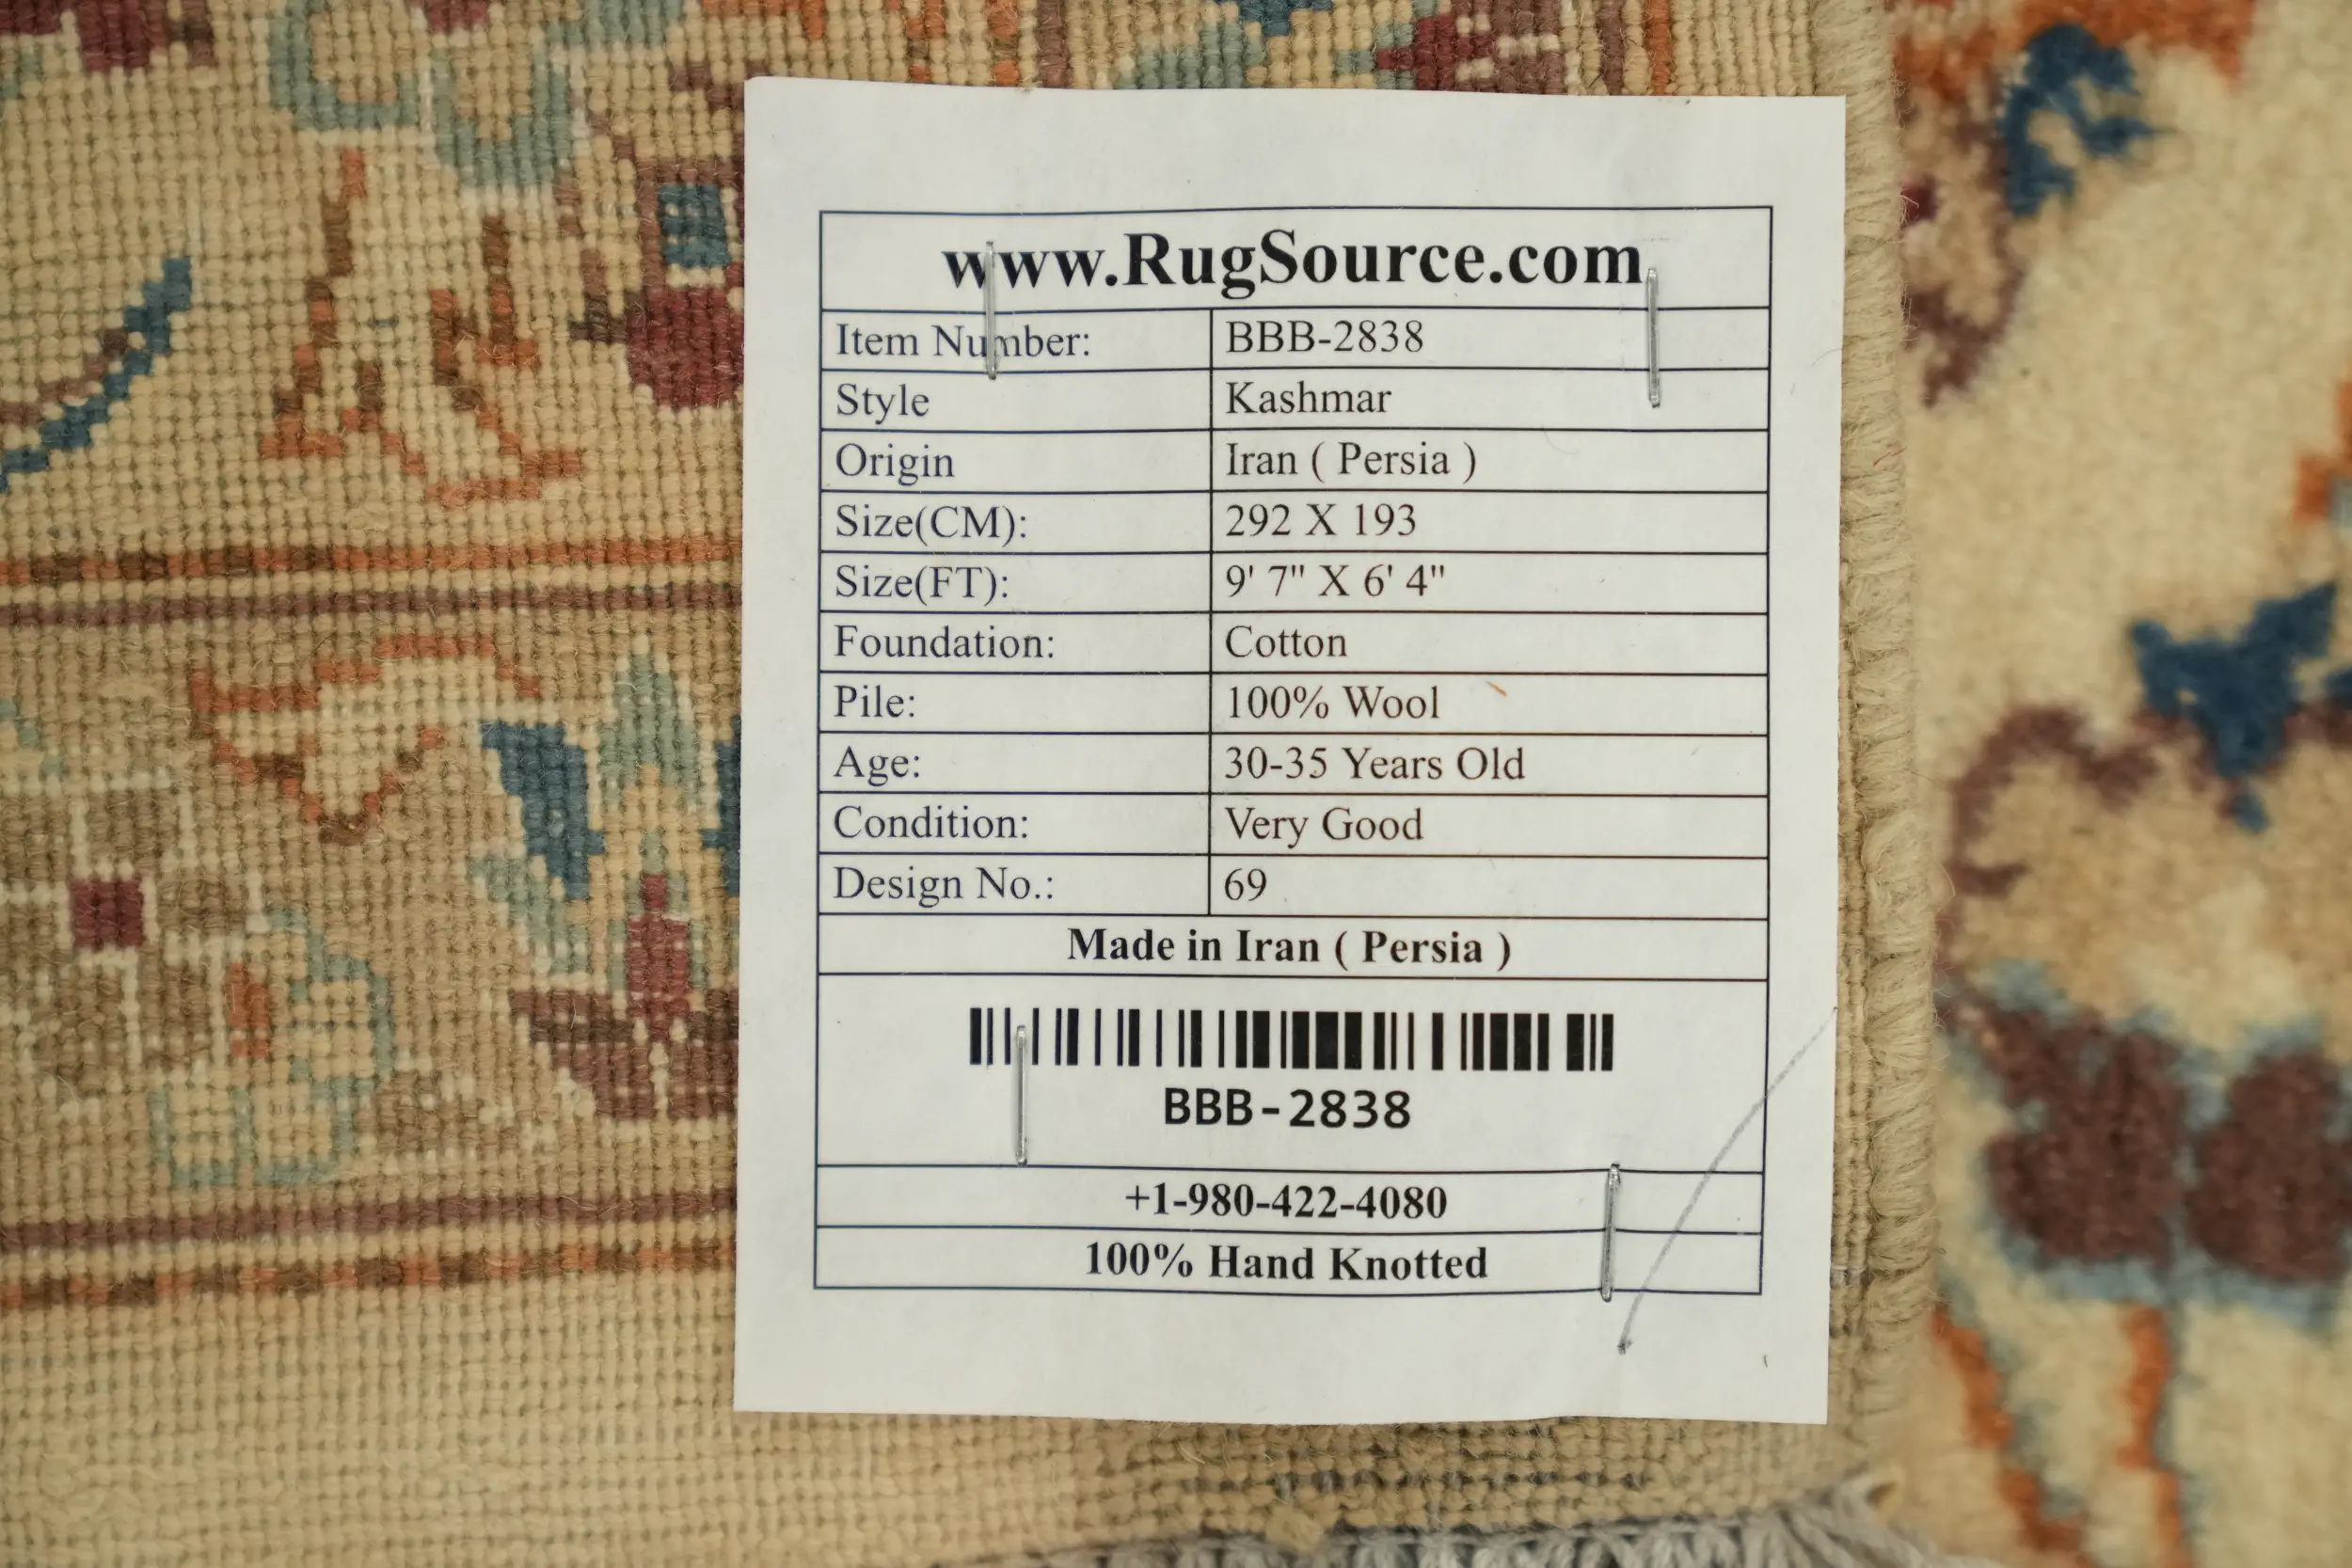 www.RugSource.com
Item Number: BBB-2838
Style Kashmar
Origin Iran ( Persia )
Size(CM): 292 X 193
Size(FT): 9' 7" X 6' 4"
Foundation: Cotton
Pile: 100% Wool
Age: 30-35 Years Old
Condition: Very Good
Design No.: 69
Made in Iran ( Persia )
BBB-2838
+1-980-422-4080
100% Hand Knotted